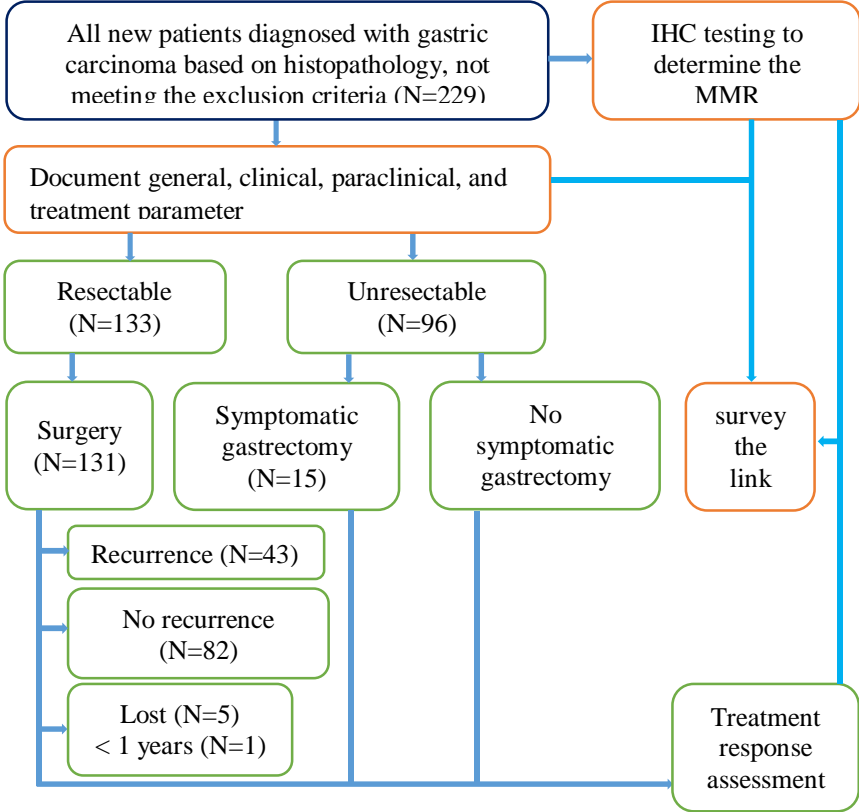 All new patients diagnosed with gastric
carcinoma based on histopathology, not
meeting the exclusion criteria (N=229)
IHC testing to
determine the
MMR
Document general, clinical, paraclinical, and
treatment parameter
Resectable
(N=133)
Unresectable
(N=96)
Surgery
(N=131)
Symptomatic
gastrectomy
(N=15)
No
symptomatic
gastrectomy
survey
the
link
Recurrence (N=43)
No recurrence
(N=82)
Lost (N=5)
< 1 years (N=1)
Treatment
response
assessment